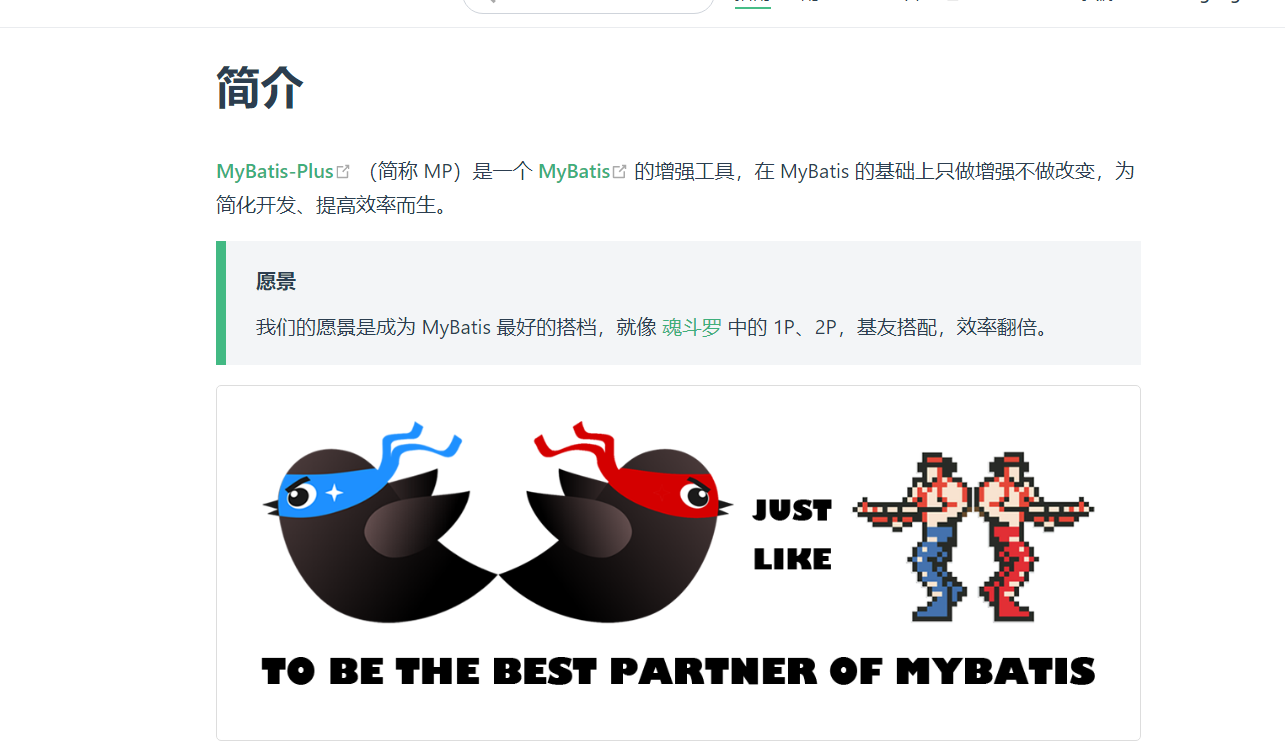 简介
MyBatis-Plus （简称 MP）是一个 MyBatis 的增强工具，在 MyBatis 的基础上只做增强不做改变，为
简化开发、提高效率而生。
愿景
我们的愿景是成为 MyBatis 最好的搭档，就像 魂斗罗 中的 1P、2P，基友搭配，效率翻倍。
JUST
LIKE
TO BE THE BEST PARTNER OF MYBATIS